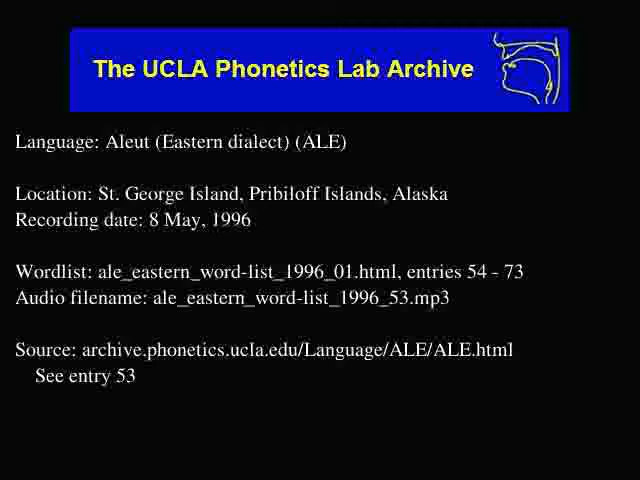 The UCLA Phonetics Lab Archive
Language: Aleut (Eastern dialect) (ALE)
Location: St. George Island, Pribiloff Islands, Alaska
Recording date: 8 May, 1996
Wordlist: ale_eastern_word-list_1996_01.html, entries 54 - 73
Audio filename: ale_eastern_word-list_1996_53.mp3
Source: archive.phonetics.ucla.edu/Language/ALE/ALE.html
See entry 53